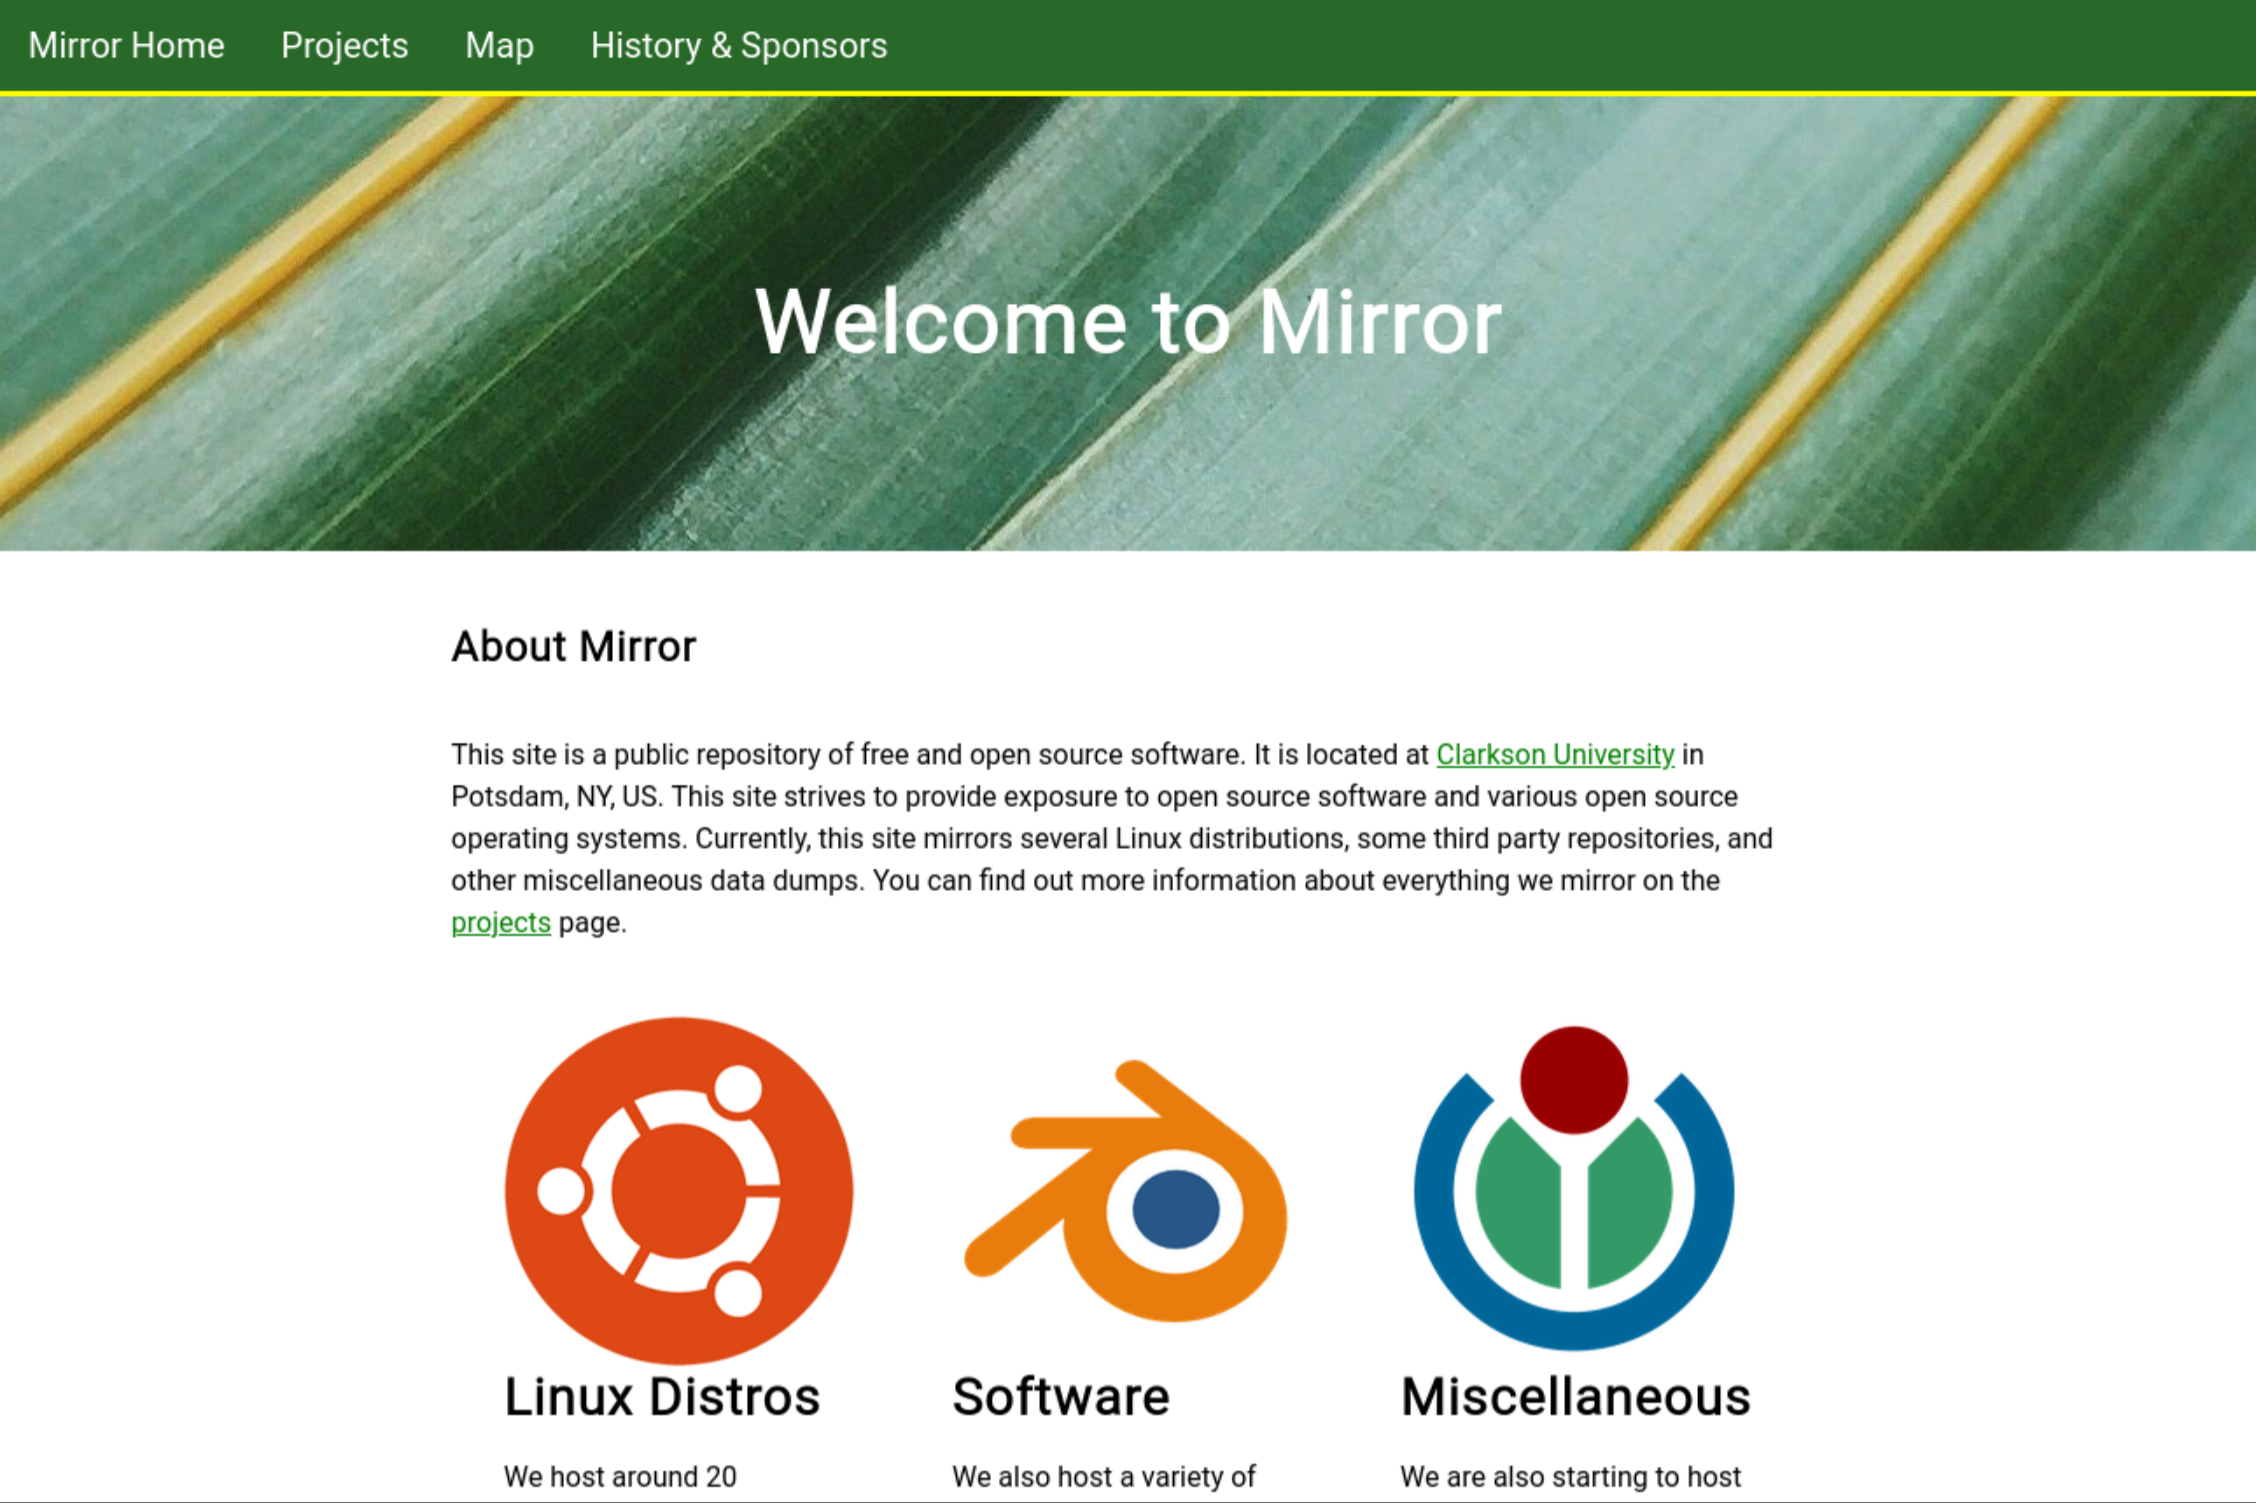 Mirror Home Projects Map History & Sponsors
Welcome to Mirror
About Mirror
This site is a public repository of free and open source software. It is located at Clarkson University in
Potsdam, NY, US. This site strives to provide exposure to open source software and various open source
operating systems. Currently, this site mirrors several Linux distributions, some third party repositories, and
other miscellaneous data dumps. You can find out more information about everything we mirror on the
projects page.
Linux Distros
We host around 20
Software
We also host a variety of
Miscellaneous
We are also starting to host